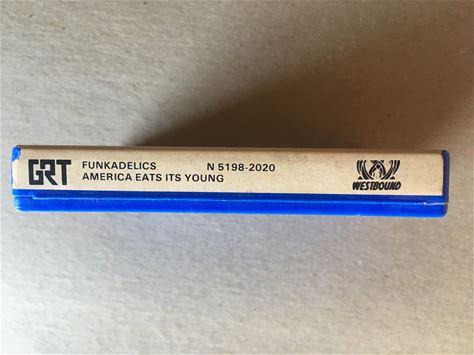 GRT
FUNKADELICS N 5198-2020
AMERICA EATS ITS YOUNG
WESTBOUND